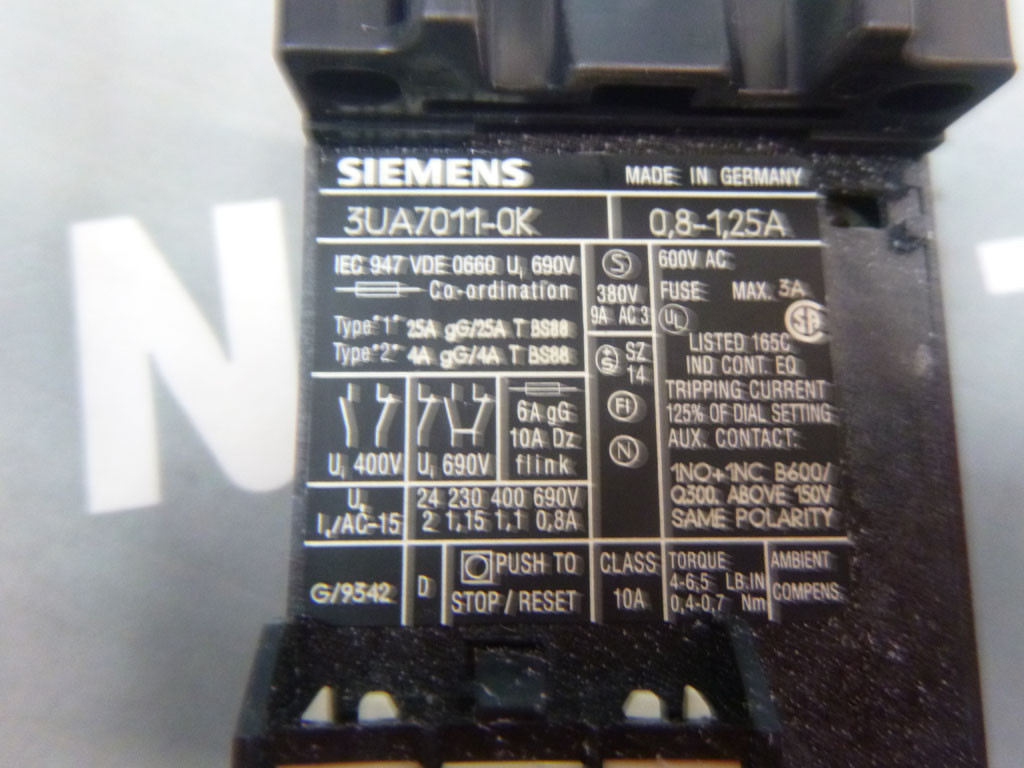 SIEMENS MADE IN GERMANY
3UA7011-0K 0,8-1,25A
IEC 947 VDE 0660 Ui 690V
Co-ordination
Type "1" 25A gG/25A T BS88
Type "2" 4A gG/4A T BS88
S
380V
9A AC 3
S SZ
14
FI
N
600V AC
FUSE MAX. 3A
UL SA
LISTED 165C
IND CONT. EQ
TRIPPING CURRENT
125% OF DIAL SETTING
AUX. CONTACT:
1NO+1NC B600/
Q300. ABOVE 150V
SAME POLARITY
Ui 400V
Ui 690V
6A gG
10A Dz
flink
Ue 24 230 400 690V
Ie/AC-15 2 1,15 1,1 0,8A
G/9342
D
PUSH TO
STOP/RESET
CLASS
10A
TORQUE
4-6,5 LB.IN
0,4-0,7 Nm
AMBIENT
COMPENS.
N